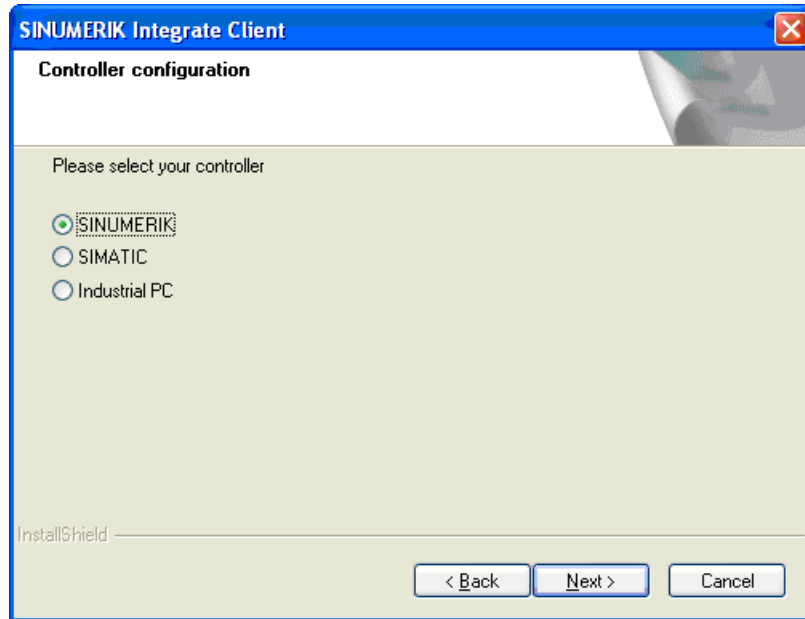 SINUMERIK Integrate Client
Controller configuration
Please select your controller
SINUMERIK
SIMATIC
Industrial PC
InstallShield
< Back Next > Cancel